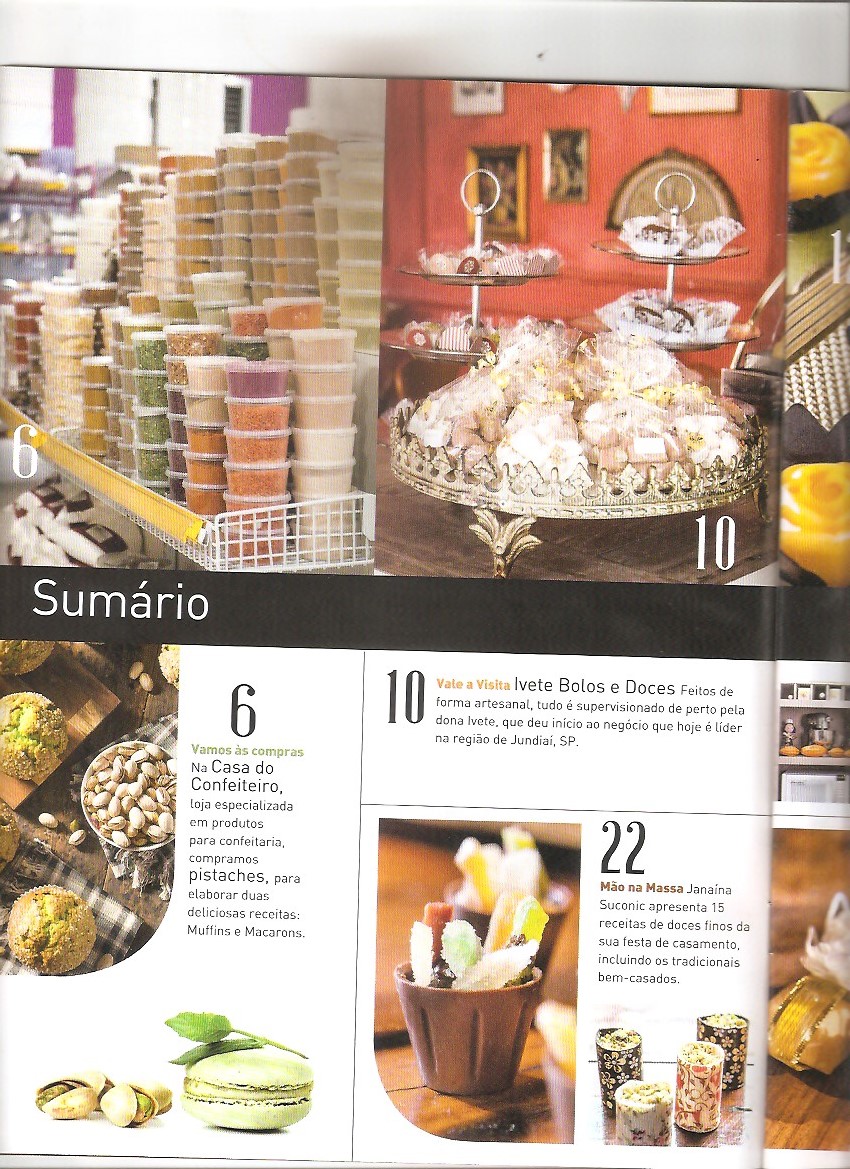 6
10
1
Sumário
6
Vamos às compras
Na Casa do
Confeiteiro,
loja especializada
em produtos
para confeitaria,
compramos
pistaches, para
elaborar duas
deliciosas receitas:
Muffins e Macarons.
10 Vale a Visita Ivete Bolos e Doces Feitos de
forma artesanal, tudo é supervisionado de perto pela
dona Ivete, que deu início ao negócio que hoje é líder
na região de Jundiaí, SP.
22
Mão na Massa Janaína
Suconic apresenta 15
receitas de doces finos da
sua festa de casamento,
incluindo os tradicionais
bem-casados.